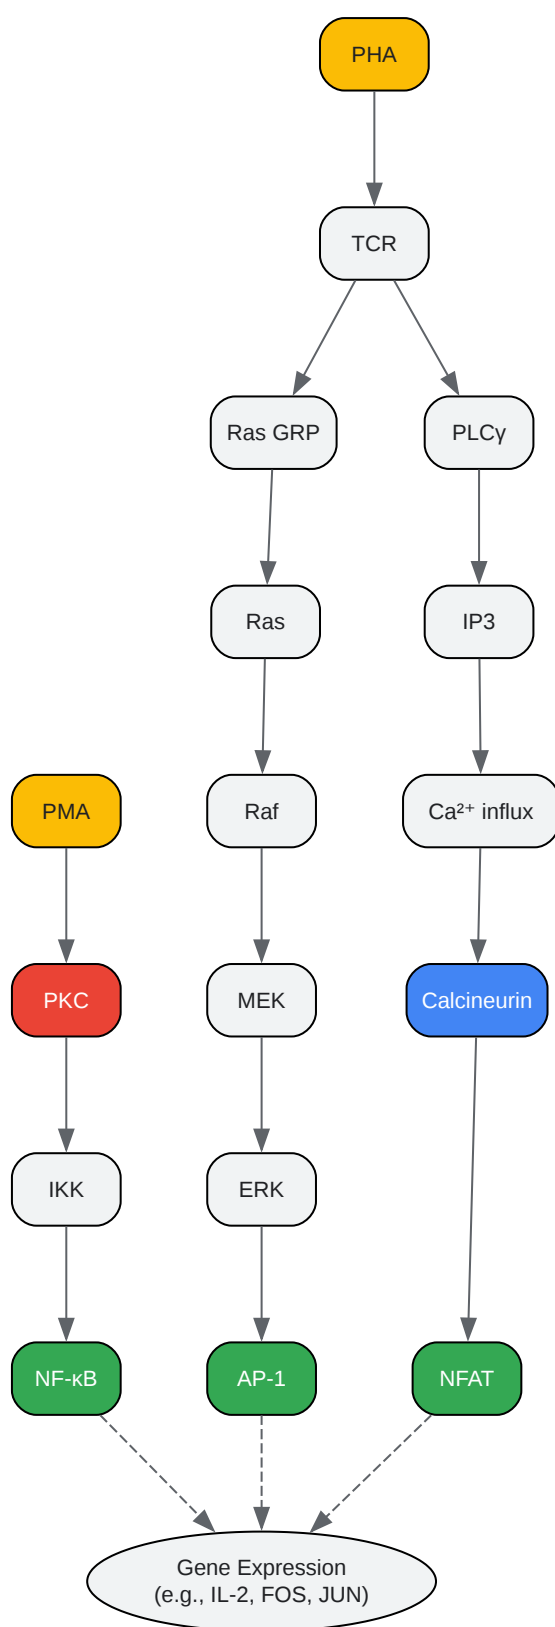 PHA
TCR
Ras GRP
PLCγ
Ras
IP3
PMA
Raf
Ca²⁺ influx
PKC
MEK
Calcineurin
IKK
ERK
NF-κB
AP-1
NFAT
Gene Expression
(e.g., IL-2, FOS, JUN)